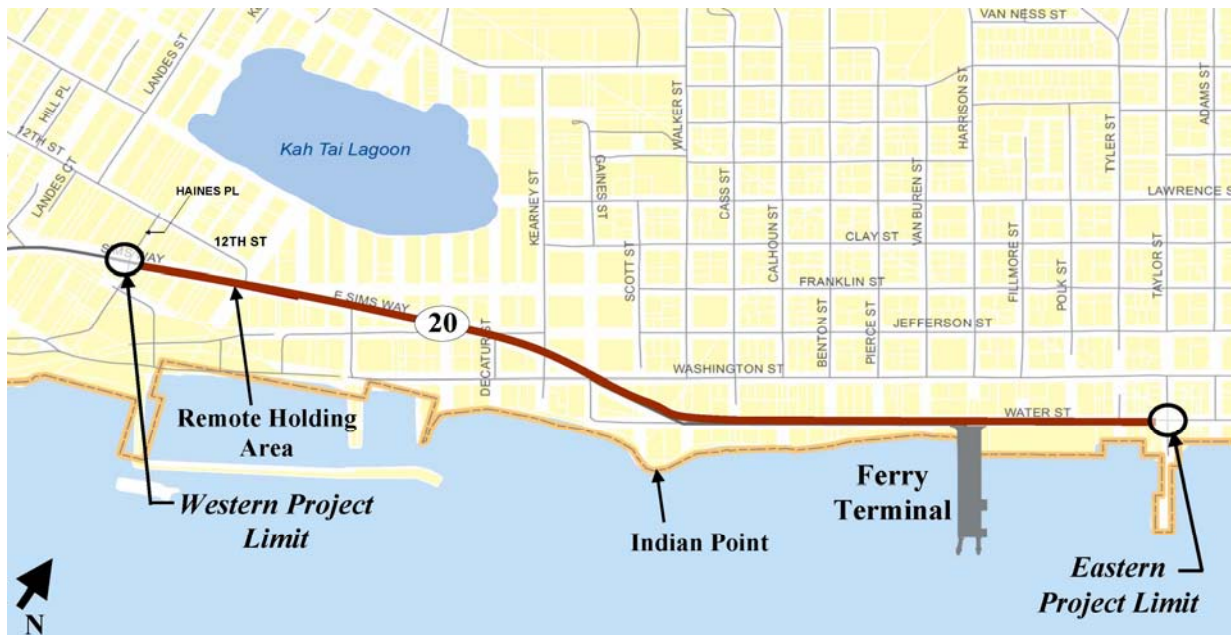 VAN NESS ST
LANDES ST
HILL PL
12TH ST
LANDES CT
HAINES PL
Kah Tai Lagoon
12TH ST
SIMS WAY
E SIMS WAY
20
KEARNEY ST
GAINES ST
WALKER ST
CASS ST
SCOTT ST
CALHOUN ST
HARRISON ST
VAN BUREN ST
TYLER ST
ADAMS ST
LAWRENCE S
CLAY ST
FRANKLIN ST
FILLMORE ST
POLK ST
TAYLOR ST
BENTON ST
PIERCE ST
JEFFERSON ST
DECATUR ST
WASHINGTON ST
WATER ST
Remote Holding
Area
Western Project
Limit
Indian Point
Ferry
Terminal
Eastern
Project Limit
N